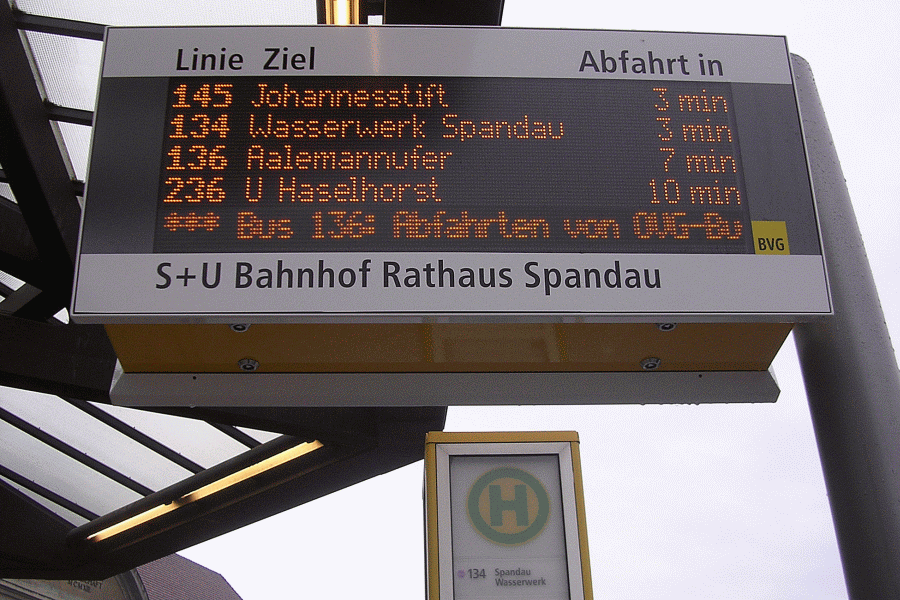 Linie Ziel Abfahrt in
145 Johannesstift 3 min
134 Wasserwerk Spandau 3 min
136 Aalemannufer 7 min
236 U Haselhorst 10 min
*** Bus 136: Abfahrten von OVG-Bu
BVG
S+U Bahnhof Rathaus Spandau
H
134 Spandau
Wasserwerk